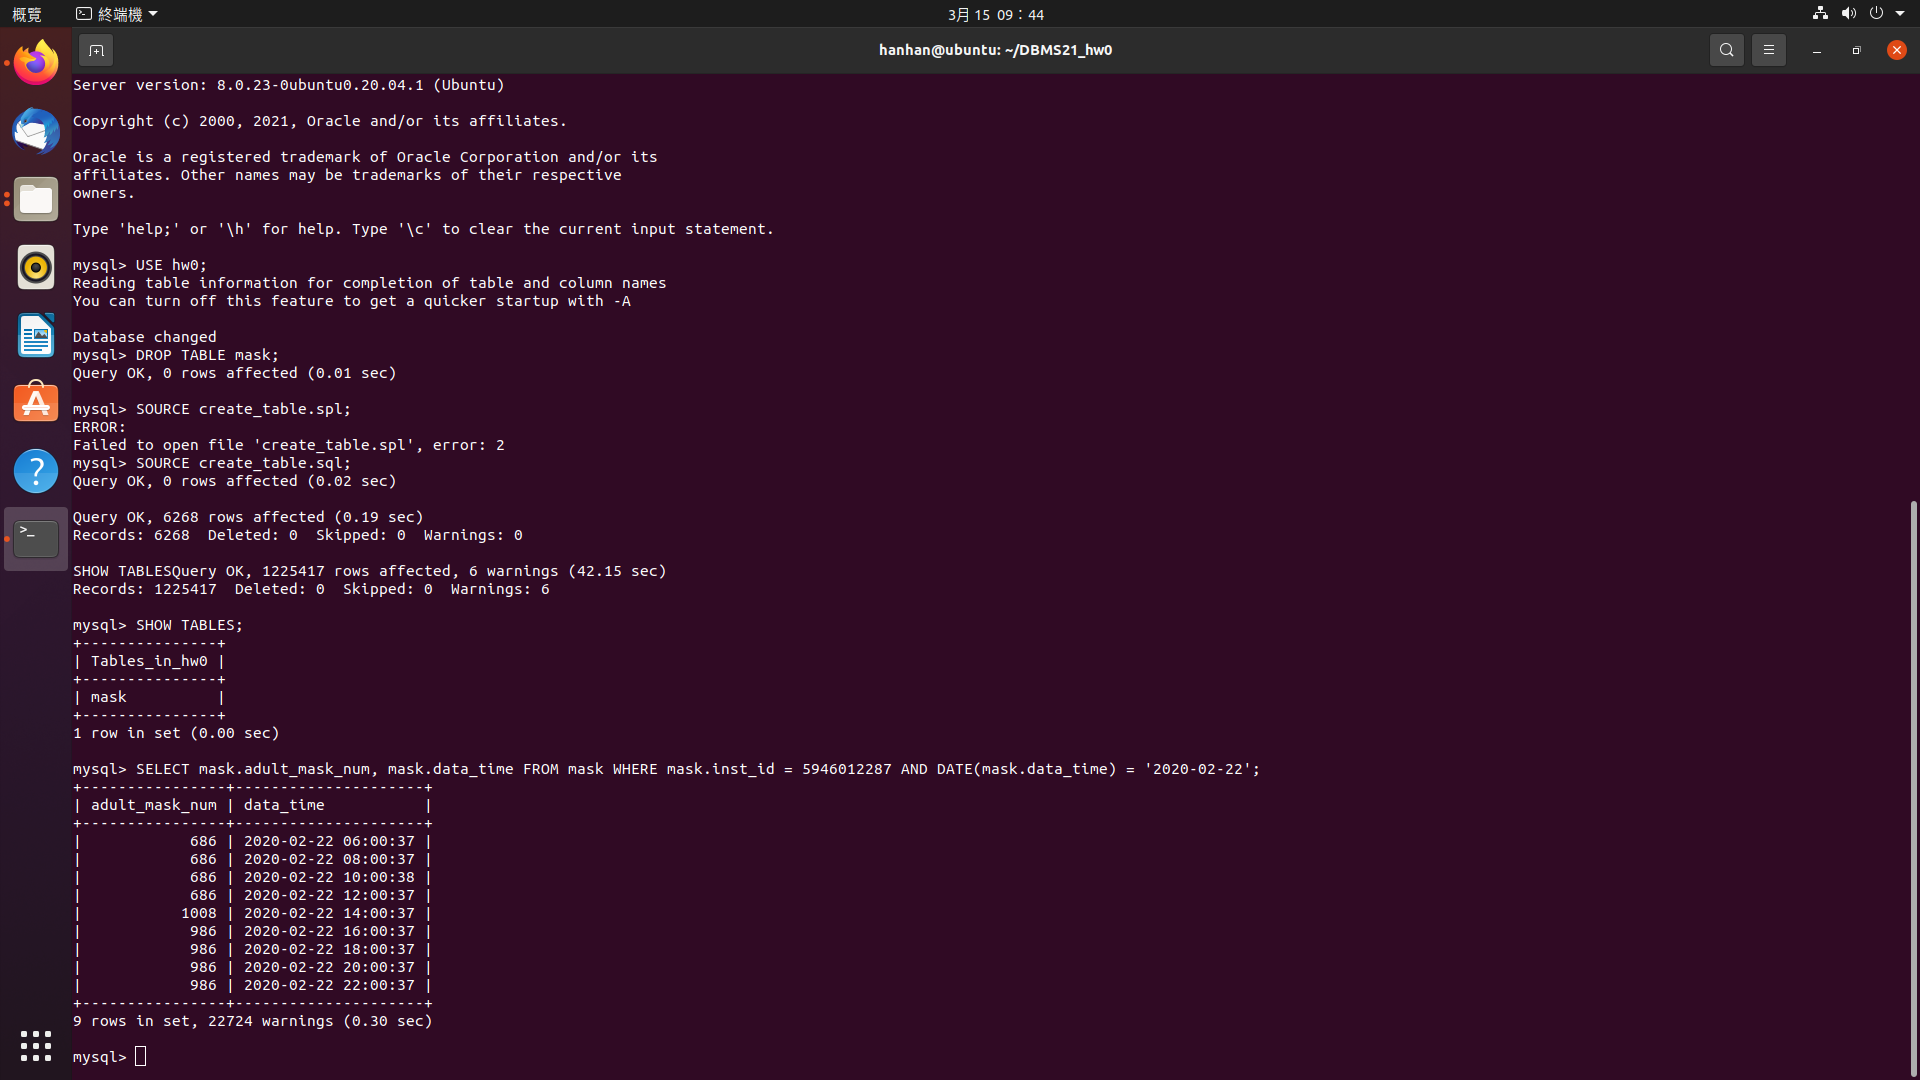 概覽
終端機
3月 15 09：44
hanhan@ubuntu: ~/DBMS21_hw0
Server version: 8.0.23-0ubuntu0.20.04.1 (Ubuntu)
Copyright (c) 2000, 2021, Oracle and/or its affiliates.
Oracle is a registered trademark of Oracle Corporation and/or its
affiliates. Other names may be trademarks of their respective
owners.
Type 'help;' or '\h' for help. Type '\c' to clear the current input statement.
mysql> USE hw0;
Reading table information for completion of table and column names
You can turn off this feature to get a quicker startup with -A
Database changed
mysql> DROP TABLE mask;
Query OK, 0 rows affected (0.01 sec)
mysql> SOURCE create_table.spl;
ERROR:
Failed to open file 'create_table.spl', error: 2
mysql> SOURCE create_table.sql;
Query OK, 0 rows affected (0.02 sec)
Query OK, 6268 rows affected (0.19 sec)
Records: 6268  Deleted: 0  Skipped: 0  Warnings: 0
SHOW TABLESQuery OK, 1225417 rows affected, 6 warnings (42.15 sec)
Records: 1225417  Deleted: 0  Skipped: 0  Warnings: 6
mysql> SHOW TABLES;
+---------------+
| Tables_in_hw0 |
+---------------+
| mask          |
+---------------+
1 row in set (0.00 sec)
mysql> SELECT mask.adult_mask_num, mask.data_time FROM mask WHERE mask.inst_id = 5946012287 AND DATE(mask.data_time) = '2020-02-22';
+----------------+---------------------+
| adult_mask_num | data_time           |
+----------------+---------------------+
|            686 | 2020-02-22 06:00:37 |
|            686 | 2020-02-22 08:00:37 |
|            686 | 2020-02-22 10:00:38 |
|            686 | 2020-02-22 12:00:37 |
|           1008 | 2020-02-22 14:00:37 |
|            986 | 2020-02-22 16:00:37 |
|            986 | 2020-02-22 18:00:37 |
|            986 | 2020-02-22 20:00:37 |
|            986 | 2020-02-22 22:00:37 |
+----------------+---------------------+
9 rows in set, 22724 warnings (0.30 sec)
mysql>